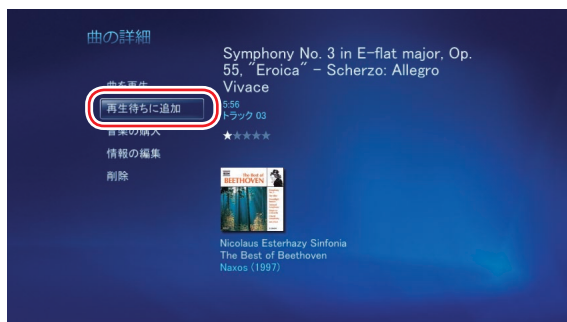 曲の詳細
Symphony No. 3 in E-flat major, Op.
55, "Eroica" - Scherzo: Allegro
Vivace
5:56
トラック 03
曲を再生
再生待ちに追加
音楽の購入
情報の編集
削除
The Best of
BEETHOVEN
Nicolaus Esterhazy Sinfonia
The Best of Beethoven
Naxos (1997)